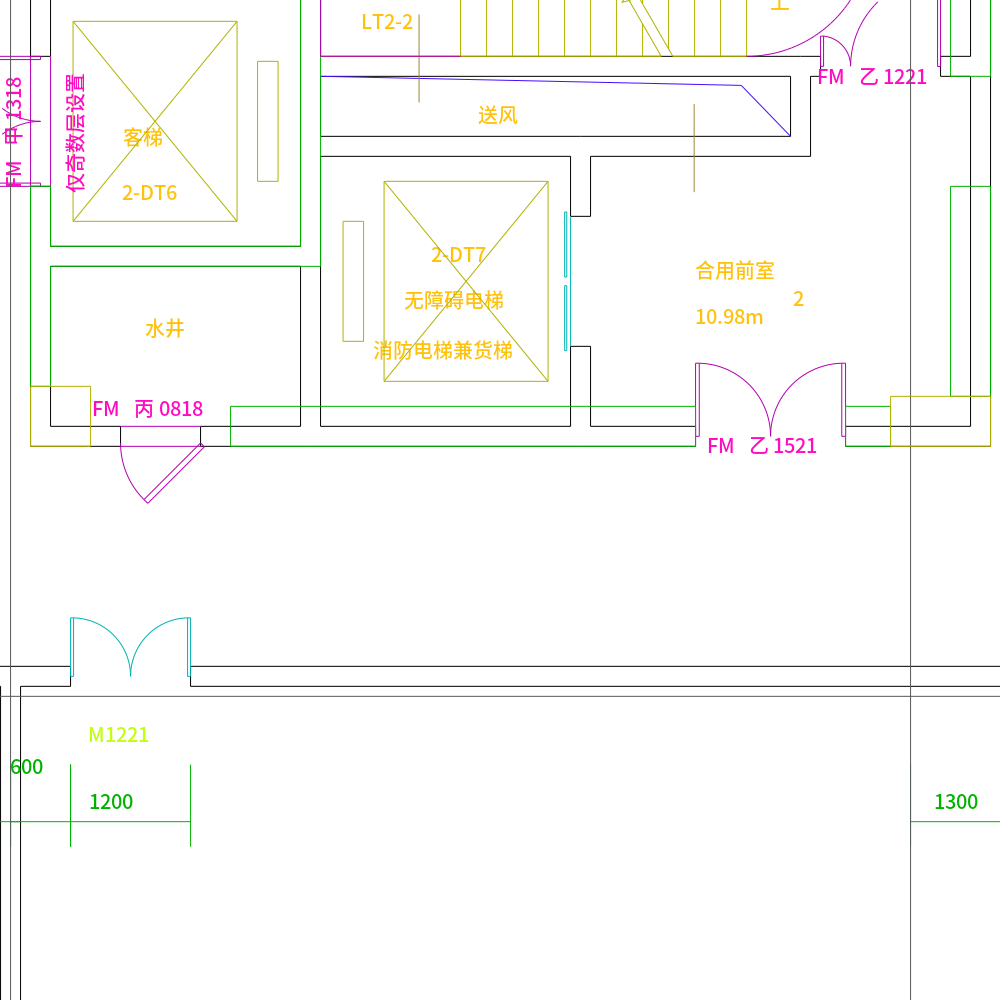 LT2-2
上
FM 乙 1221
FM 甲 1318
仅奇数层设置
客梯
2-DT6
送风
2-DT7
无障碍电梯
消防电梯兼货梯
合用前室
2
10.98m
水井
FM 丙 0818
FM 乙 1521
M1221
600
1200
1300